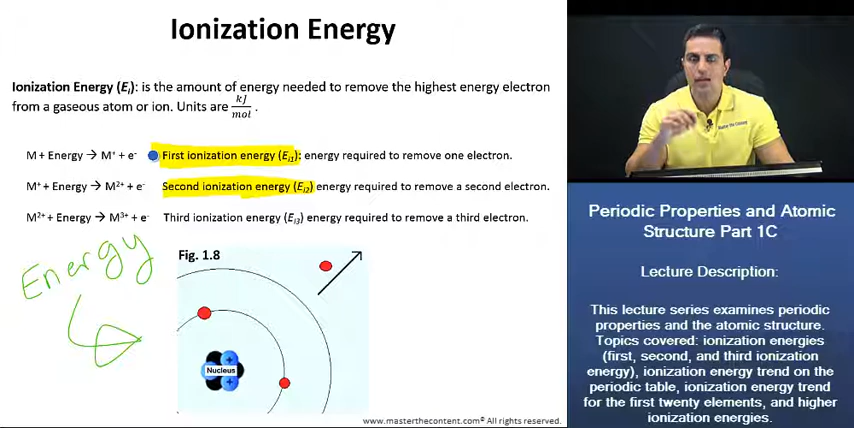 Ionization Energy
Ionization Energy (Ei): is the amount of energy needed to remove the highest energy electron
from a gaseous atom or ion. Units are kJ/mol .
M + Energy → M⁺ + e⁻ First ionization energy (Ei1): energy required to remove one electron.
M⁺ + Energy → M²⁺ + e⁻ Second ionization energy (Ei2) energy required to remove a second electron.
M²⁺ + Energy → M³⁺ + e⁻ Third ionization energy (Ei3) energy required to remove a third electron.
Energy
Fig. 1.8
+
Nucleus
+
www.masterthecontent.com© All rights reserved.
Master the Content
Periodic Properties and Atomic
Structure Part 1C
Lecture Description:
This lecture series examines periodic
properties and the atomic structure.
Topics covered: ionization energies
(first, second, and third ionization
energy), ionization energy trend on the
periodic table, ionization energy trend
for the first twenty elements, and higher
ionization energies.